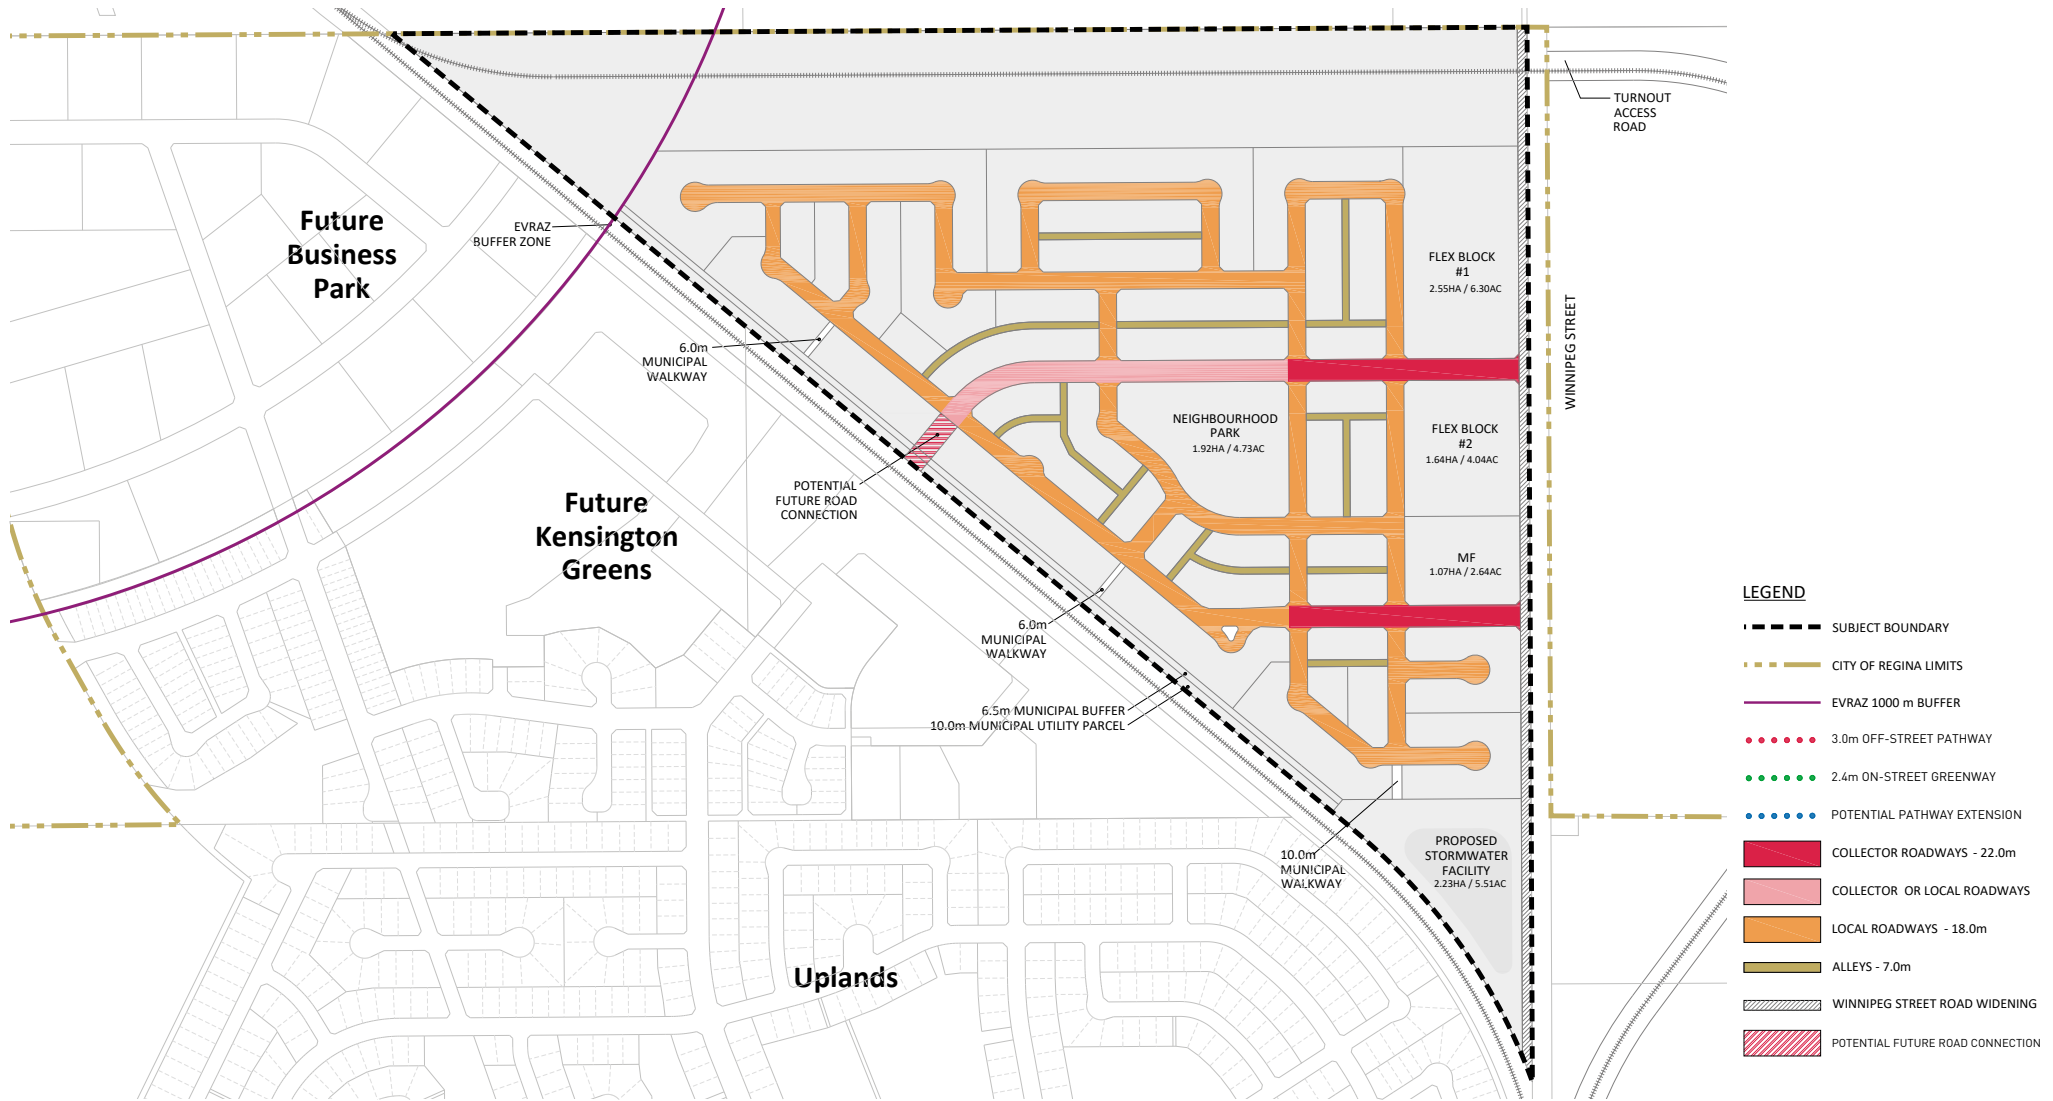 TURNOUT
ACCESS
ROAD
Future
Business
Park
EVRAZ
BUFFER ZONE
FLEX BLOCK
#1
2.55HA / 6.30AC
WINNIPEG STREET
6.0m
MUNICIPAL
WALKWAY
NEIGHBOURHOOD
PARK
1.92HA / 4.73AC
FLEX BLOCK
#2
1.64HA / 4.04AC
POTENTIAL
FUTURE ROAD
CONNECTION
Future
Kensington
Greens
MF
1.07HA / 2.64AC
6.0m
MUNICIPAL
WALKWAY
6.5m MUNICIPAL BUFFER
10.0m MUNICIPAL UTILITY PARCEL
10.0m
MUNICIPAL
WALKWAY
PROPOSED
STORMWATER
FACILITY
2.23HA / 5.51AC
Uplands
LEGEND
SUBJECT BOUNDARY
CITY OF REGINA LIMITS
EVRAZ 1000 m BUFFER
3.0m OFF-STREET PATHWAY
2.4m ON-STREET GREENWAY
POTENTIAL PATHWAY EXTENSION
COLLECTOR ROADWAYS - 22.0m
COLLECTOR OR LOCAL ROADWAYS
LOCAL ROADWAYS - 18.0m
ALLEYS - 7.0m
WINNIPEG STREET ROAD WIDENING
POTENTIAL FUTURE ROAD CONNECTION